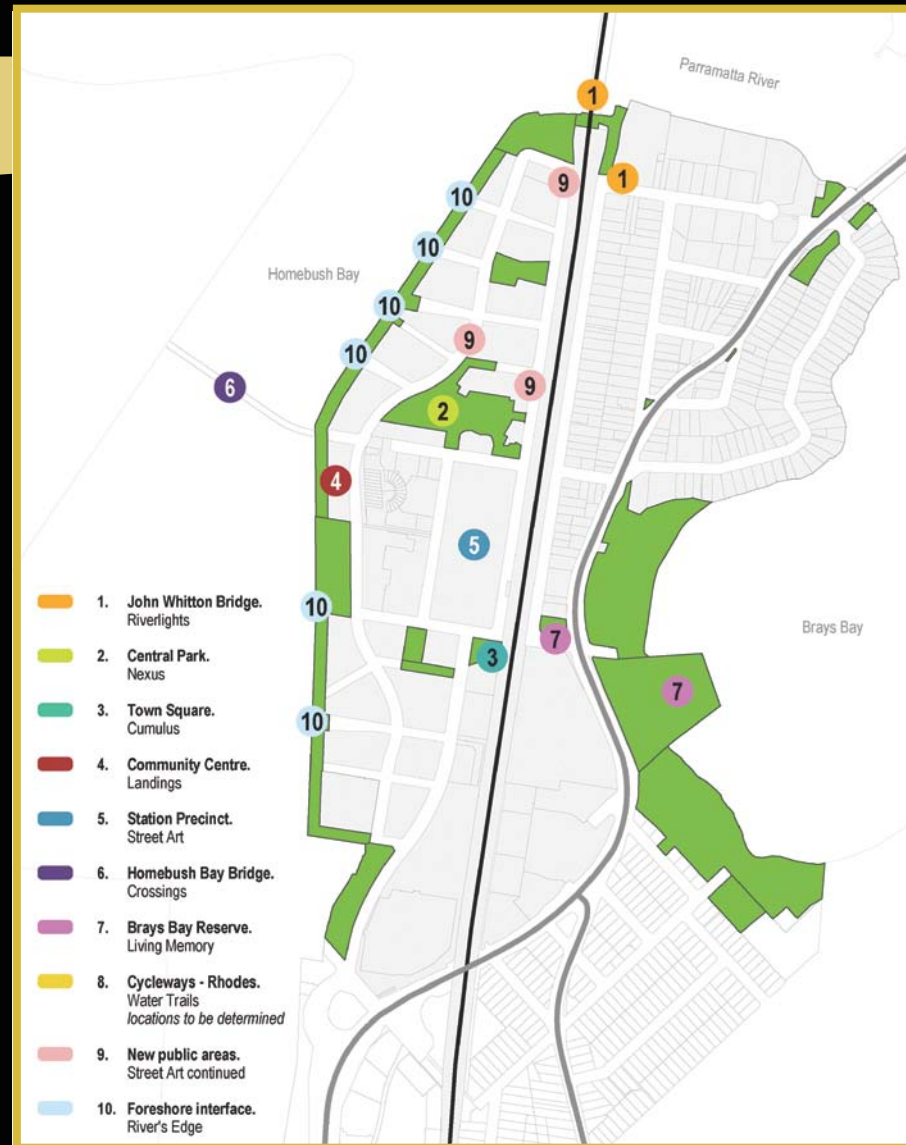 Parramatta River
1
1
9
10
10
Homebush Bay
10
9
10
9
6
2
4
5
10
7
3
Brays Bay
7
10
1. John Whitton Bridge.
Riverlights
2. Central Park.
Nexus
3. Town Square.
Cumulus
4. Community Centre.
Landings
5. Station Precinct.
Street Art
6. Homebush Bay Bridge.
Crossings
7. Brays Bay Reserve.
Living Memory
8. Cycleways - Rhodes.
Water Trails
locations to be determined
9. New public areas.
Street Art continued
10. Foreshore interface.
River's Edge